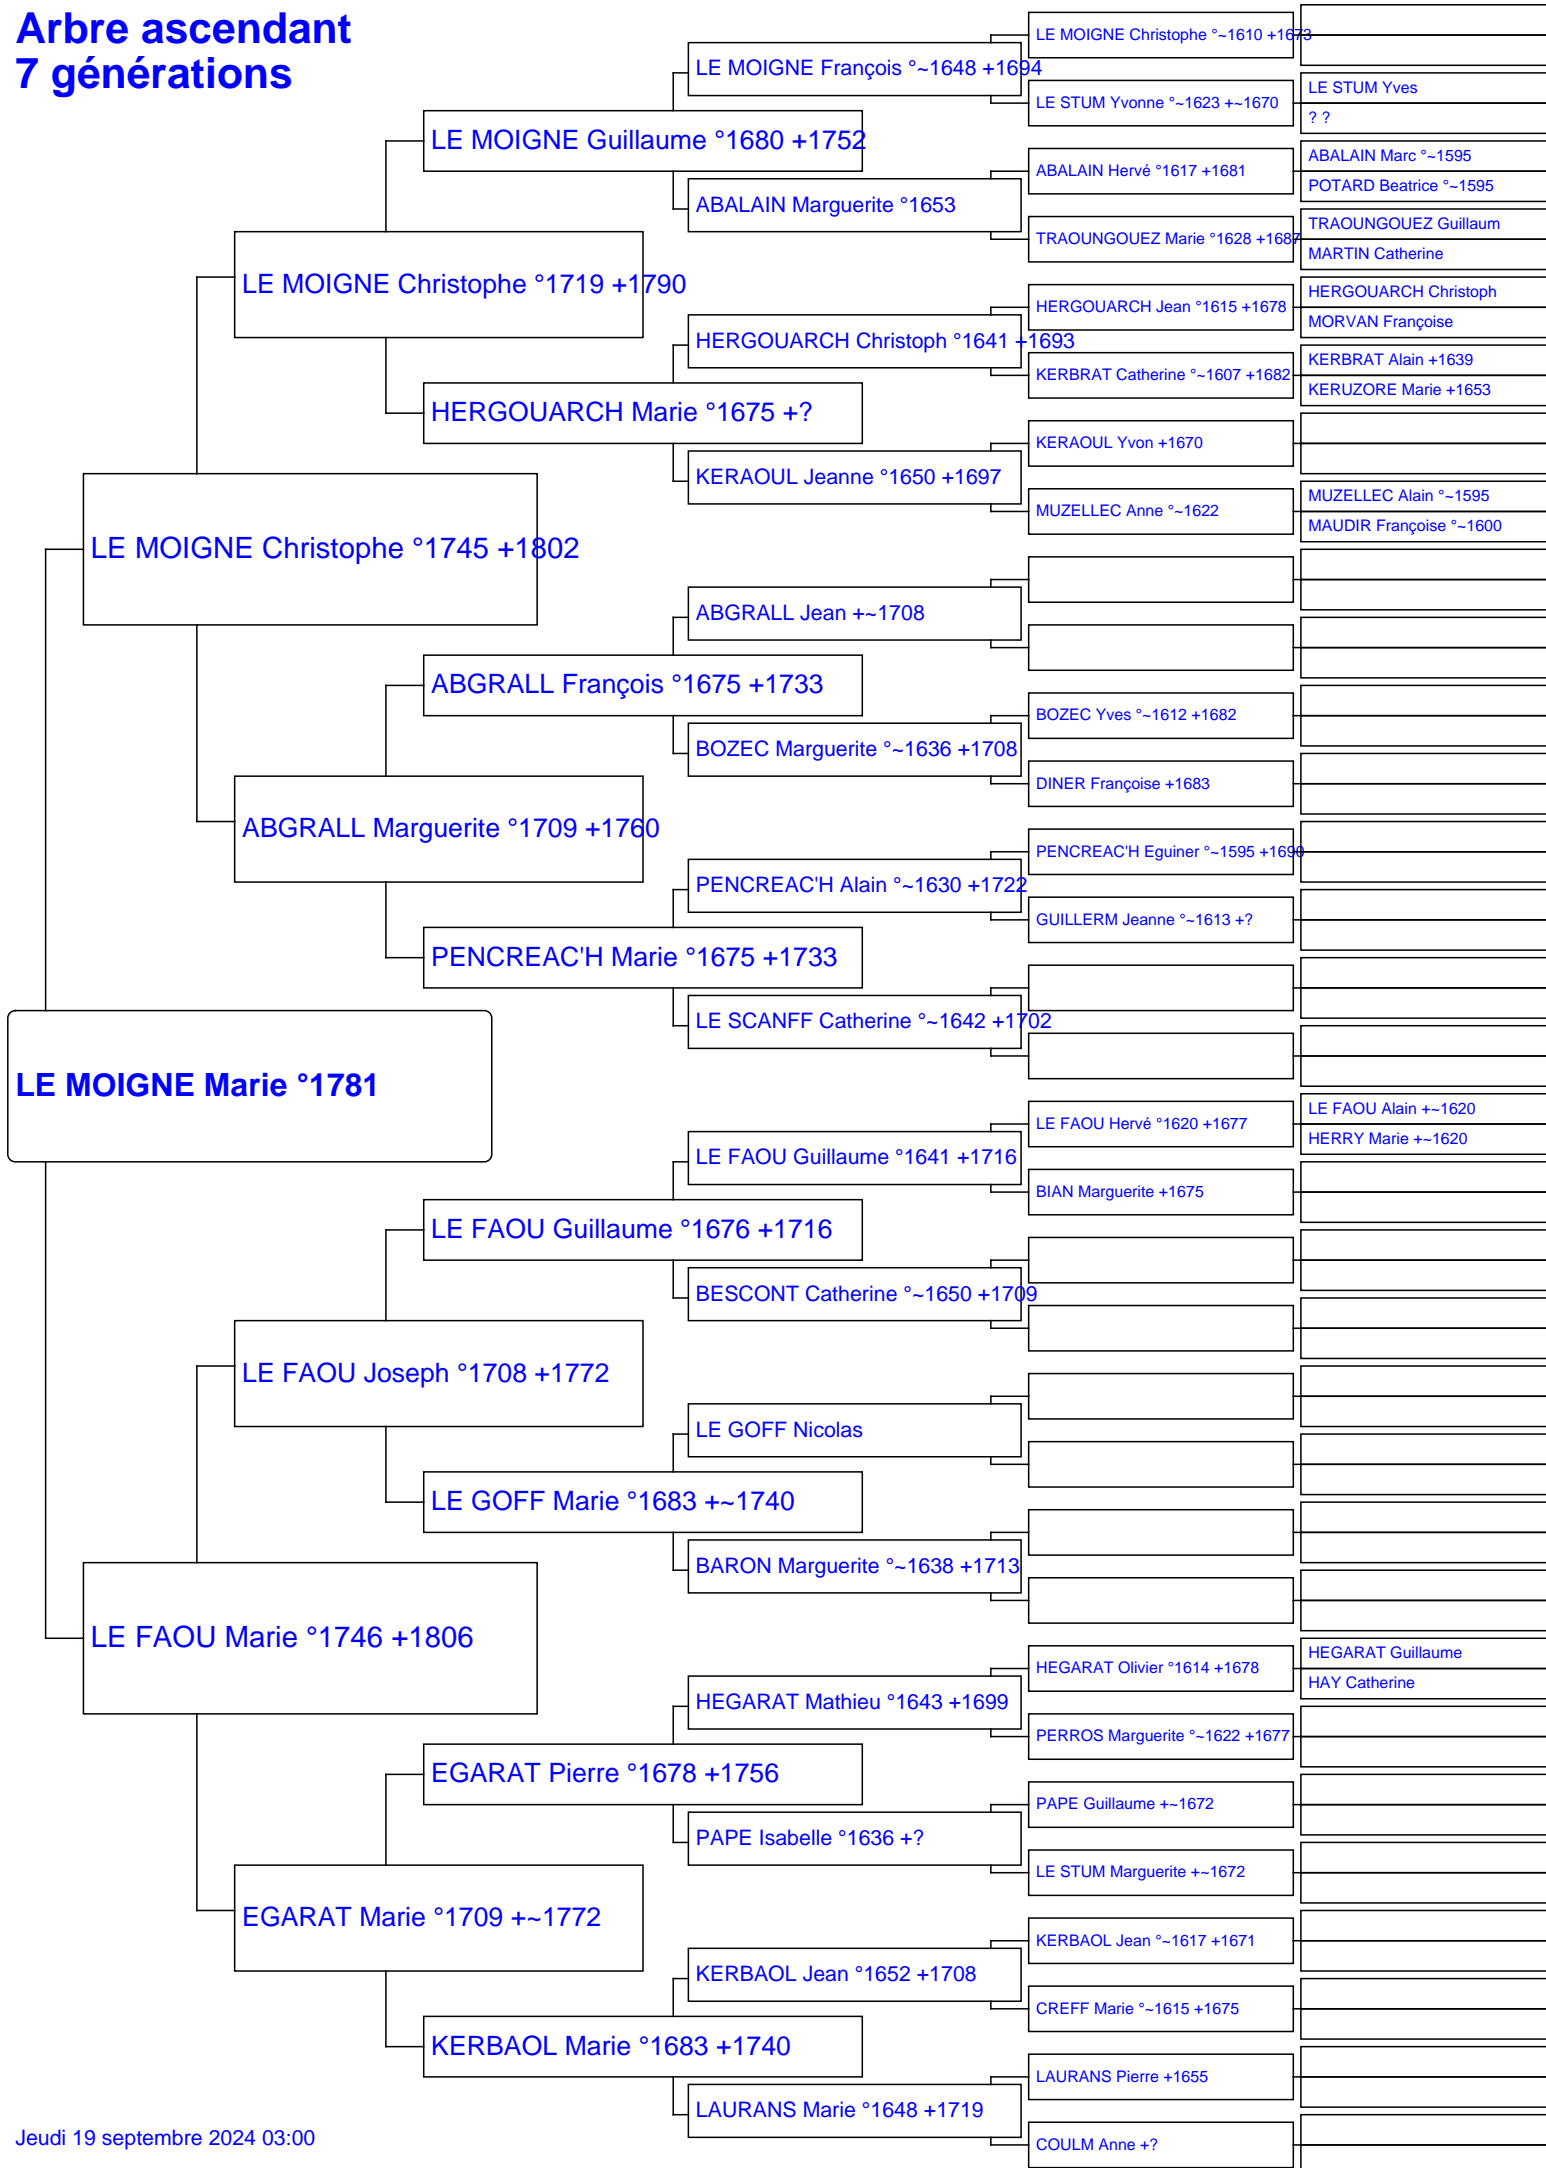 Arbre ascendant
7 générations
LE MOIGNE Christophe °~1610 +1673
LE MOIGNE François °~1648 +1694
LE STUM Yves
LE STUM Yvonne °~1623 +~1670
? ?
LE MOIGNE Guillaume °1680 +1752
ABALAIN Marc °~1595
ABALAIN Hervé °1617 +1681
POTARD Beatrice °~1595
ABALAIN Marguerite °1653
TRAOUNGOUEZ Guillaum
TRAOUNGOUEZ Marie °1628 +1687
MARTIN Catherine
LE MOIGNE Christophe °1719 +1790
HERGOUARCH Christoph
HERGOUARCH Jean °1615 +1678
MORVAN Françoise
HERGOUARCH Christoph °1641 +1693
KERBRAT Alain +1639
KERBRAT Catherine °~1607 +1682
KERUZORE Marie +1653
HERGOUARCH Marie °1675 +?
KERAOUL Yvon +1670
KERAOUL Jeanne °1650 +1697
MUZELLEC Alain °~1595
MUZELLEC Anne °~1622
MAUDIR Françoise °~1600
LE MOIGNE Christophe °1745 +1802
ABGRALL Jean +~1708
ABGRALL François °1675 +1733
BOZEC Yves °~1612 +1682
BOZEC Marguerite °~1636 +1708
DINER Françoise +1683
ABGRALL Marguerite °1709 +1760
PENCREAC'H Eguiner °~1595 +1690
PENCREAC'H Alain °~1630 +1722
GUILLERM Jeanne °~1613 +?
PENCREAC'H Marie °1675 +1733
LE SCANFF Catherine °~1642 +1702
LE MOIGNE Marie °1781
LE FAOU Alain +~1620
LE FAOU Hervé °1620 +1677
HERRY Marie +~1620
LE FAOU Guillaume °1641 +1716
BIAN Marguerite +1675
LE FAOU Guillaume °1676 +1716
BESCONT Catherine °~1650 +1709
LE FAOU Joseph °1708 +1772
LE GOFF Nicolas
LE GOFF Marie °1683 +~1740
BARON Marguerite °~1638 +1713
LE FAOU Marie °1746 +1806
HEGARAT Guillaume
HEGARAT Olivier °1614 +1678
HAY Catherine
HEGARAT Mathieu °1643 +1699
PERROS Marguerite °~1622 +1677
EGARAT Pierre °1678 +1756
PAPE Guillaume +~1672
PAPE Isabelle °1636 +?
LE STUM Marguerite +~1672
EGARAT Marie °1709 +~1772
KERBAOL Jean °~1617 +1671
KERBAOL Jean °1652 +1708
CREFF Marie °~1615 +1675
KERBAOL Marie °1683 +1740
LAURANS Pierre +1655
LAURANS Marie °1648 +1719
COULM Anne +?
Jeudi 19 septembre 2024 03:00